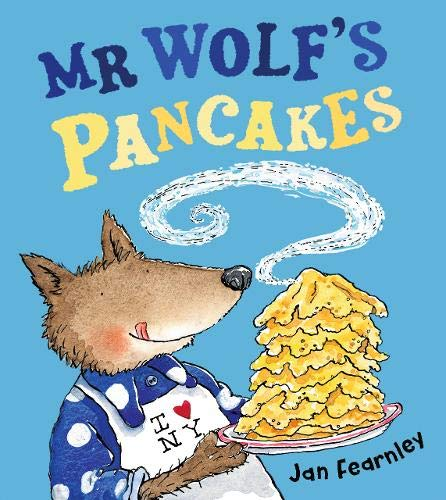 MR WOLF'S
PANCAKES
I ♥
NY
Jan Fearnley